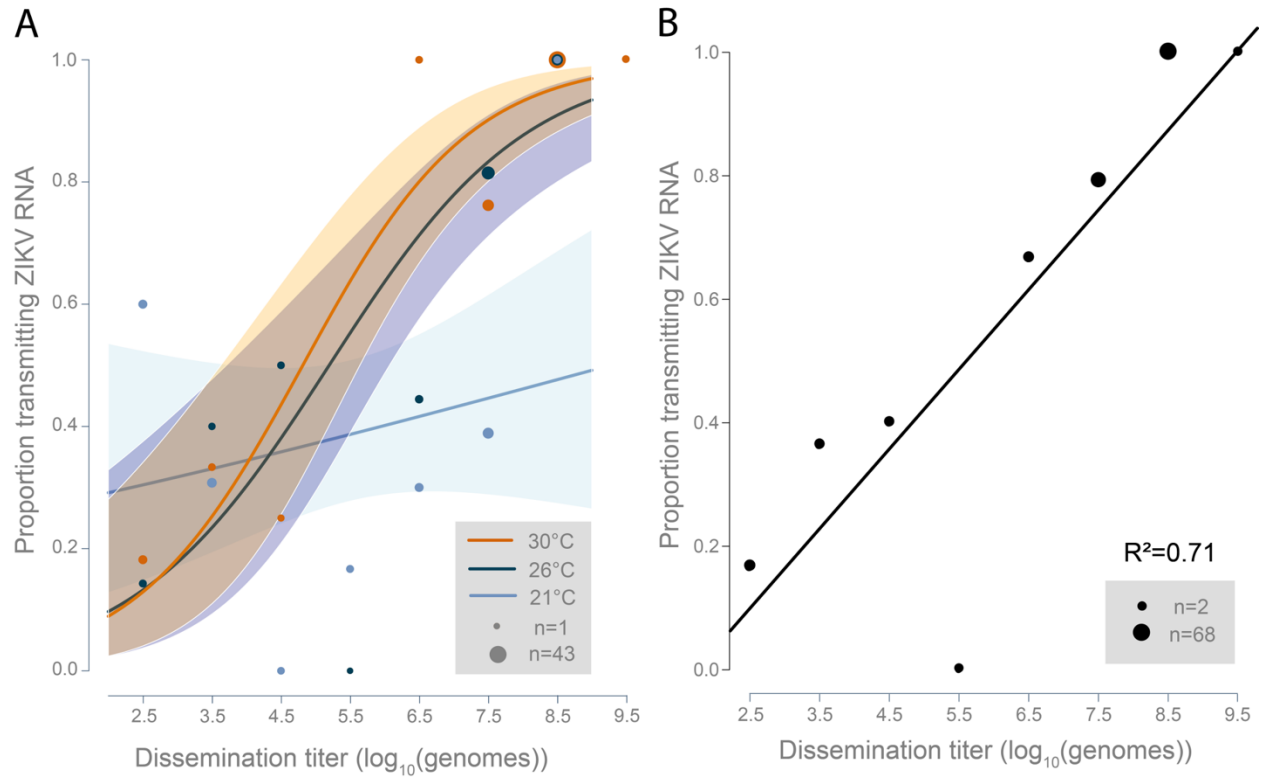 A
Proportion transmitting ZIKV RNA
1.0
0.8
0.6
0.4
0.2
0.0
2.5 3.5 4.5 5.5 6.5 7.5 8.5 9.5
Dissemination titer (log10(genomes))
30°C
26°C
21°C
n=1
n=43
B
Proportion transmitting ZIKV RNA
1.0
0.8
0.6
0.4
0.2
0.0
2.5 3.5 4.5 5.5 6.5 7.5 8.5 9.5
Dissemination titer (log10(genomes))
R²=0.71
n=2
n=68